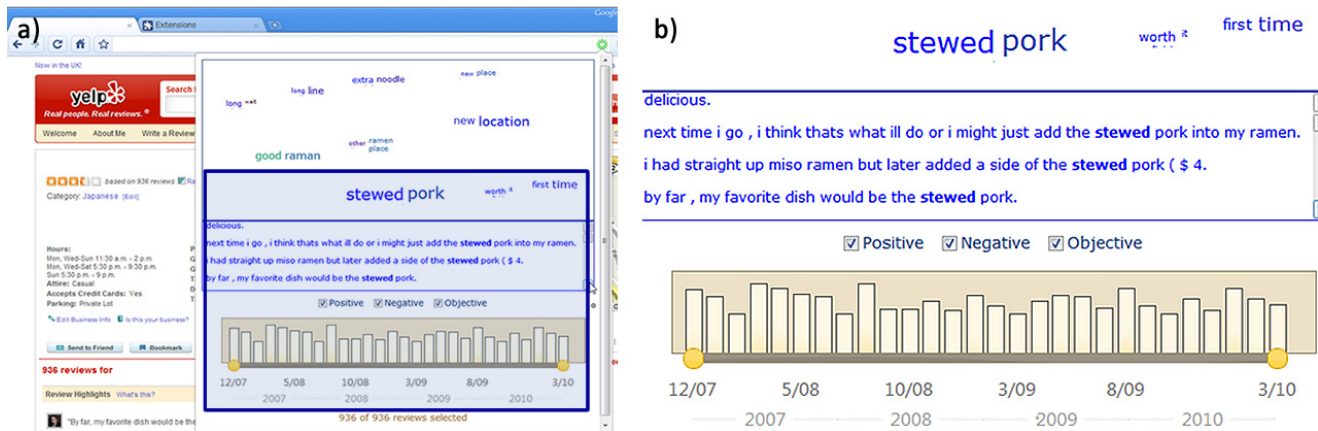 a)
Extensions
Google
Now in the UK!
yelp
Real people. Real reviews. ®
Search
Welcome About Me Write a Review
based on 936 reviews
Category: Japanese [Edit]
Hours:
Mon, Wed-Sun 11:30 a.m. - 2 p.m.
Mon, Wed-Sat 5:30 p.m. - 9:30 p.m.
Sun 5:30 p.m. - 9 p.m.
Attire: Casual
Accepts Credit Cards: Yes
Parking: Private Lot
Edit Business Info Is this your business?
Send to Friend Bookmark
936 reviews for
Review Highlights What's this?
"By far, my favorite dish would be the
new place
extra noodle
long line
long wait
new location
other ramen place
good raman
stewed pork worth it first time
delicious.
next time i go , i think thats what ill do or i might just add the stewed pork into my ramen.
i had straight up miso ramen but later added a side of the stewed pork ( $ 4.
by far , my favorite dish would be the stewed pork.
Positive Negative Objective
12/07 5/08 10/08 3/09 8/09 3/10
2007 2008 2009 2010
936 of 936 reviews selected
b)
stewed pork worth it first time
delicious.
next time i go , i think thats what ill do or i might just add the stewed pork into my ramen.
i had straight up miso ramen but later added a side of the stewed pork ( $ 4.
by far , my favorite dish would be the stewed pork.
Positive Negative Objective
12/07 5/08 10/08 3/09 8/09 3/10
2007 2008 2009 2010